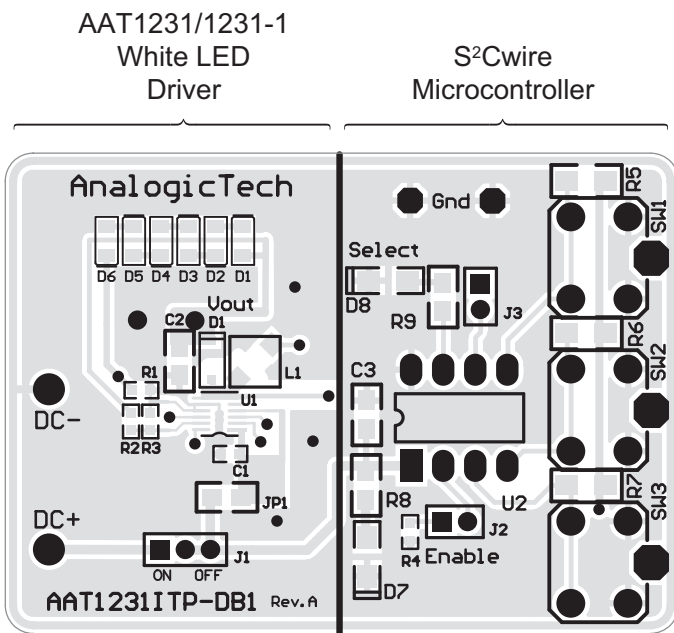 AAT1231/1231-1
White LED
Driver
S²Cwire
Microcontroller
AnalogicTech
Gnd
R5
SW1
D6 D5 D4 D3 D2 D1
Select
D8
R9
J3
Vout
C2
D1
L1
U1
R6
SW2
R1
C3
DC-
R2 R3
C1
R7
SW3
DC+
JP1
R8
U2
J1
ON OFF
R4
J2
Enable
D7
AAT1231ITP-DB1 Rev.A